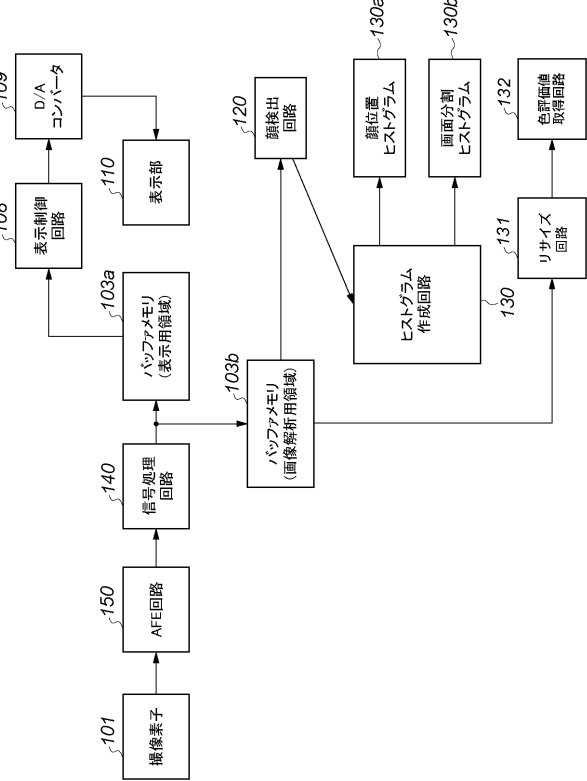 101
撮像素子
150
AFE回路
140
信号処理
回路
103a
バッファメモリ
(表示用領域)
表示制御
回路
109
D/A
コンバータ
110
表示部
103b
バッファメモリ
(画像解析用領域)
120
顔検出
回路
130
ヒストグラム
作成回路
130a
顔位置
ヒストグラム
130b
画面分割
ヒストグラム
131
リサイズ
回路
132
色評価値
取得回路